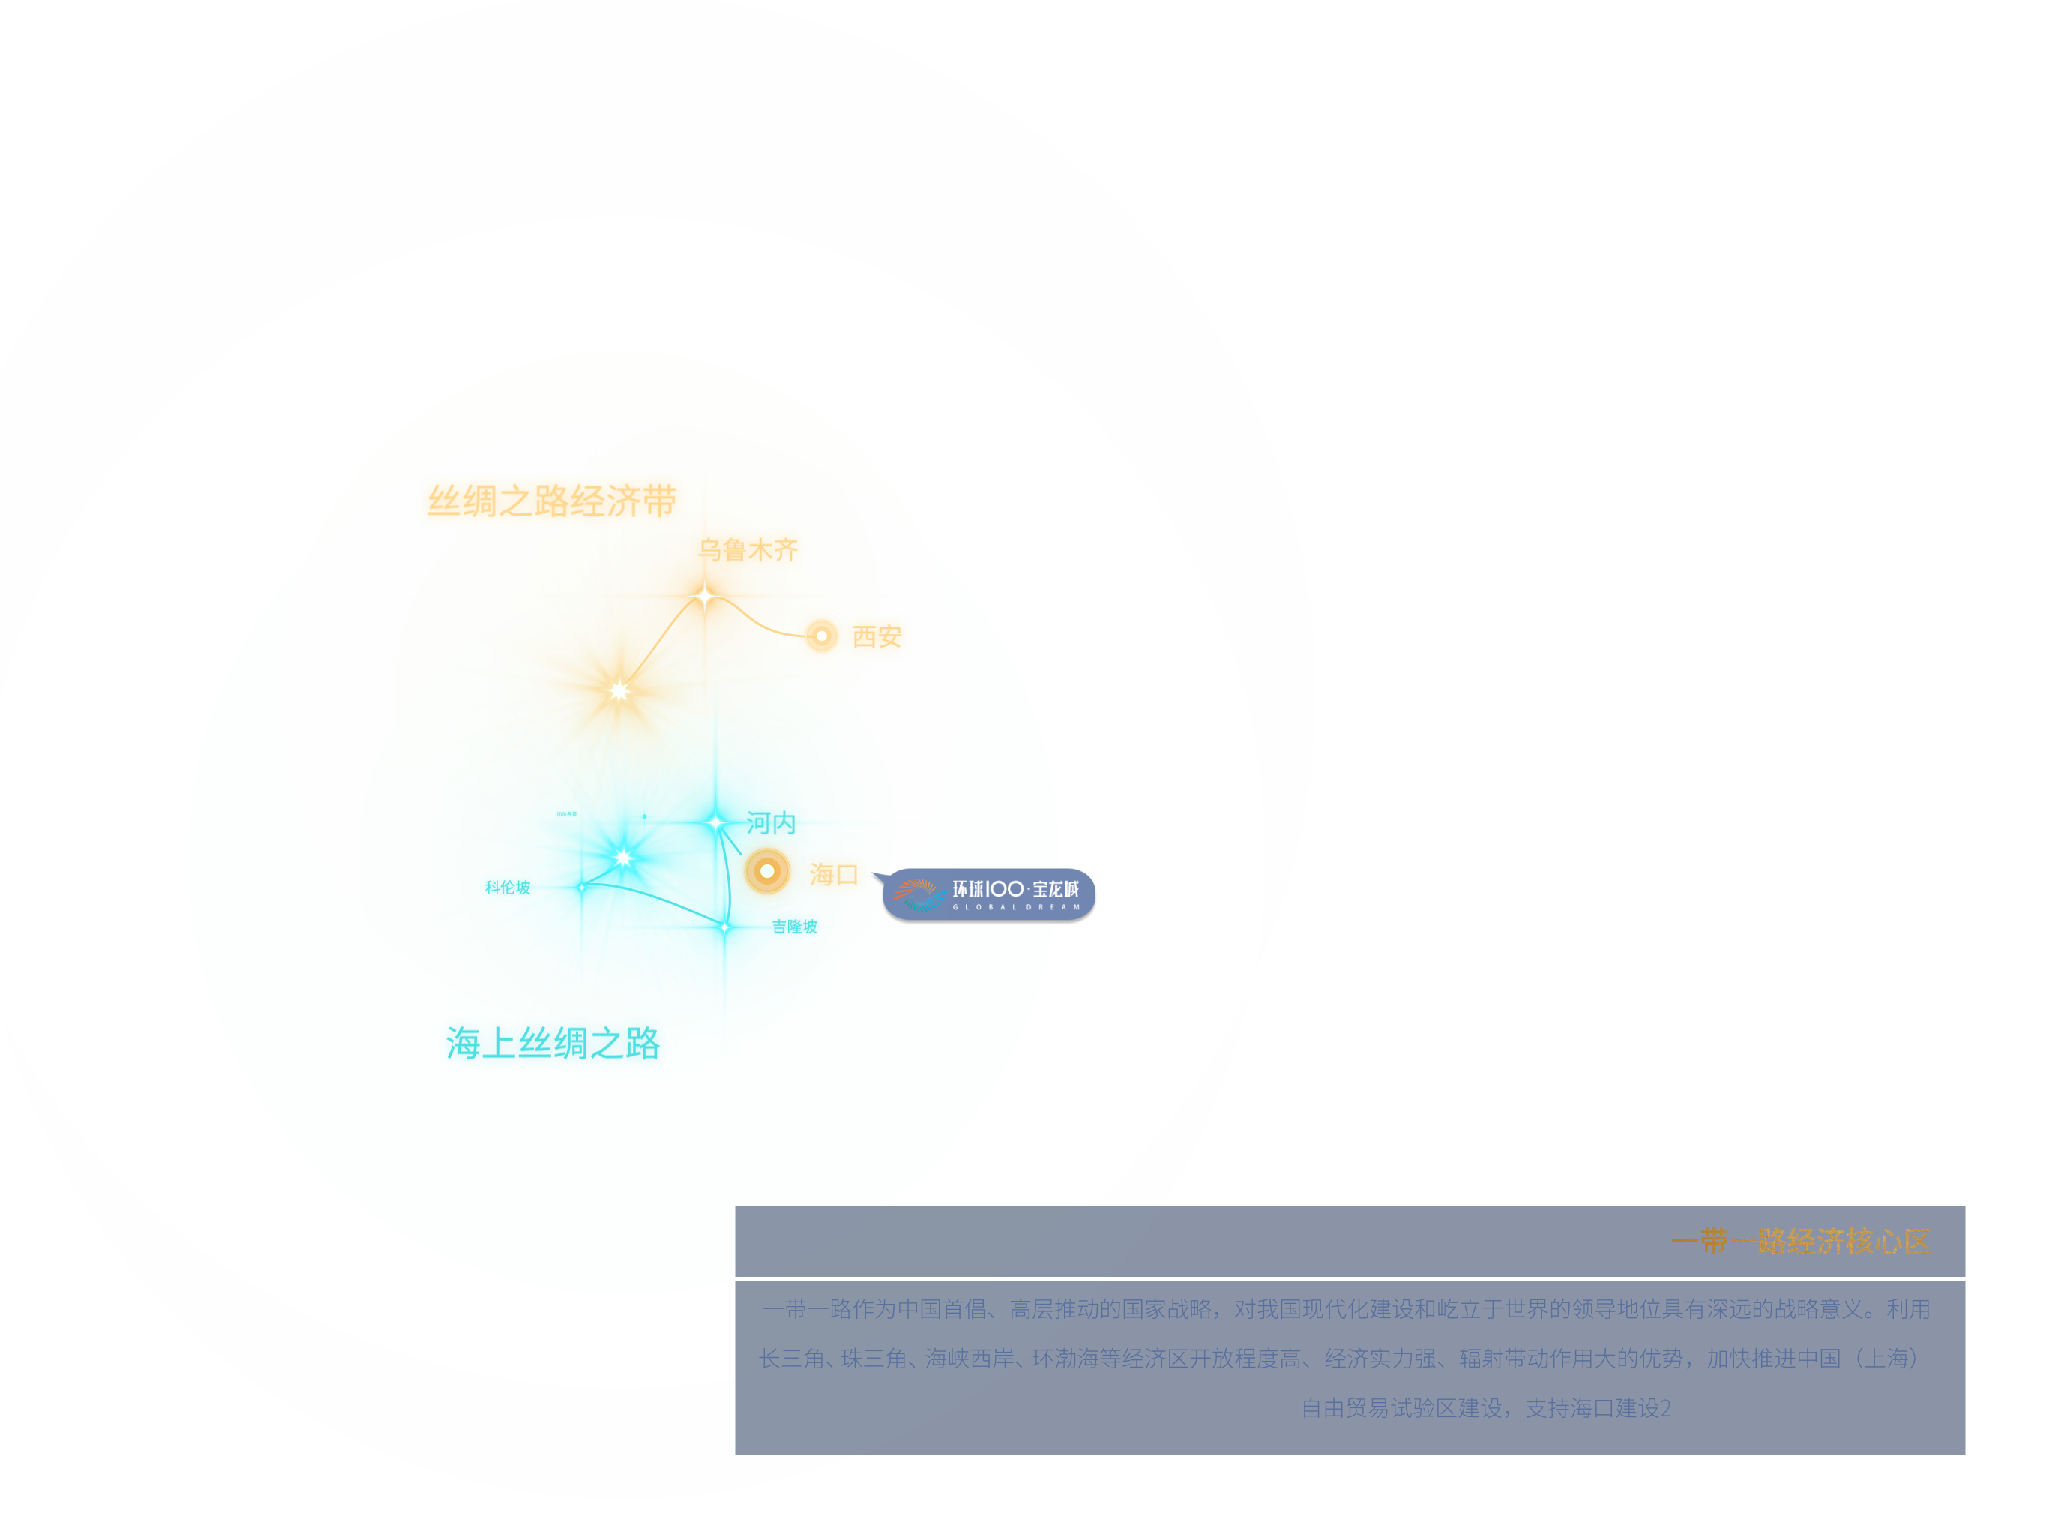 丝绸之路经济带
乌鲁木齐
西安
河内
海口
科伦坡
吉隆坡
环球100·宝龙城
GLOBAL DREAM
海上丝绸之路
一带一路经济核心区
一带一路作为中国首倡、高层推动的国家战略，对我国现代化建设和屹立于世界的领导地位具有深远的战略意义。利用
长三角、珠三角、海峡西岸、环渤海等经济区开放程度高、经济实力强、辐射带动作用大的优势，加快推进中国（上海）
自由贸易试验区建设，支持海口建设2